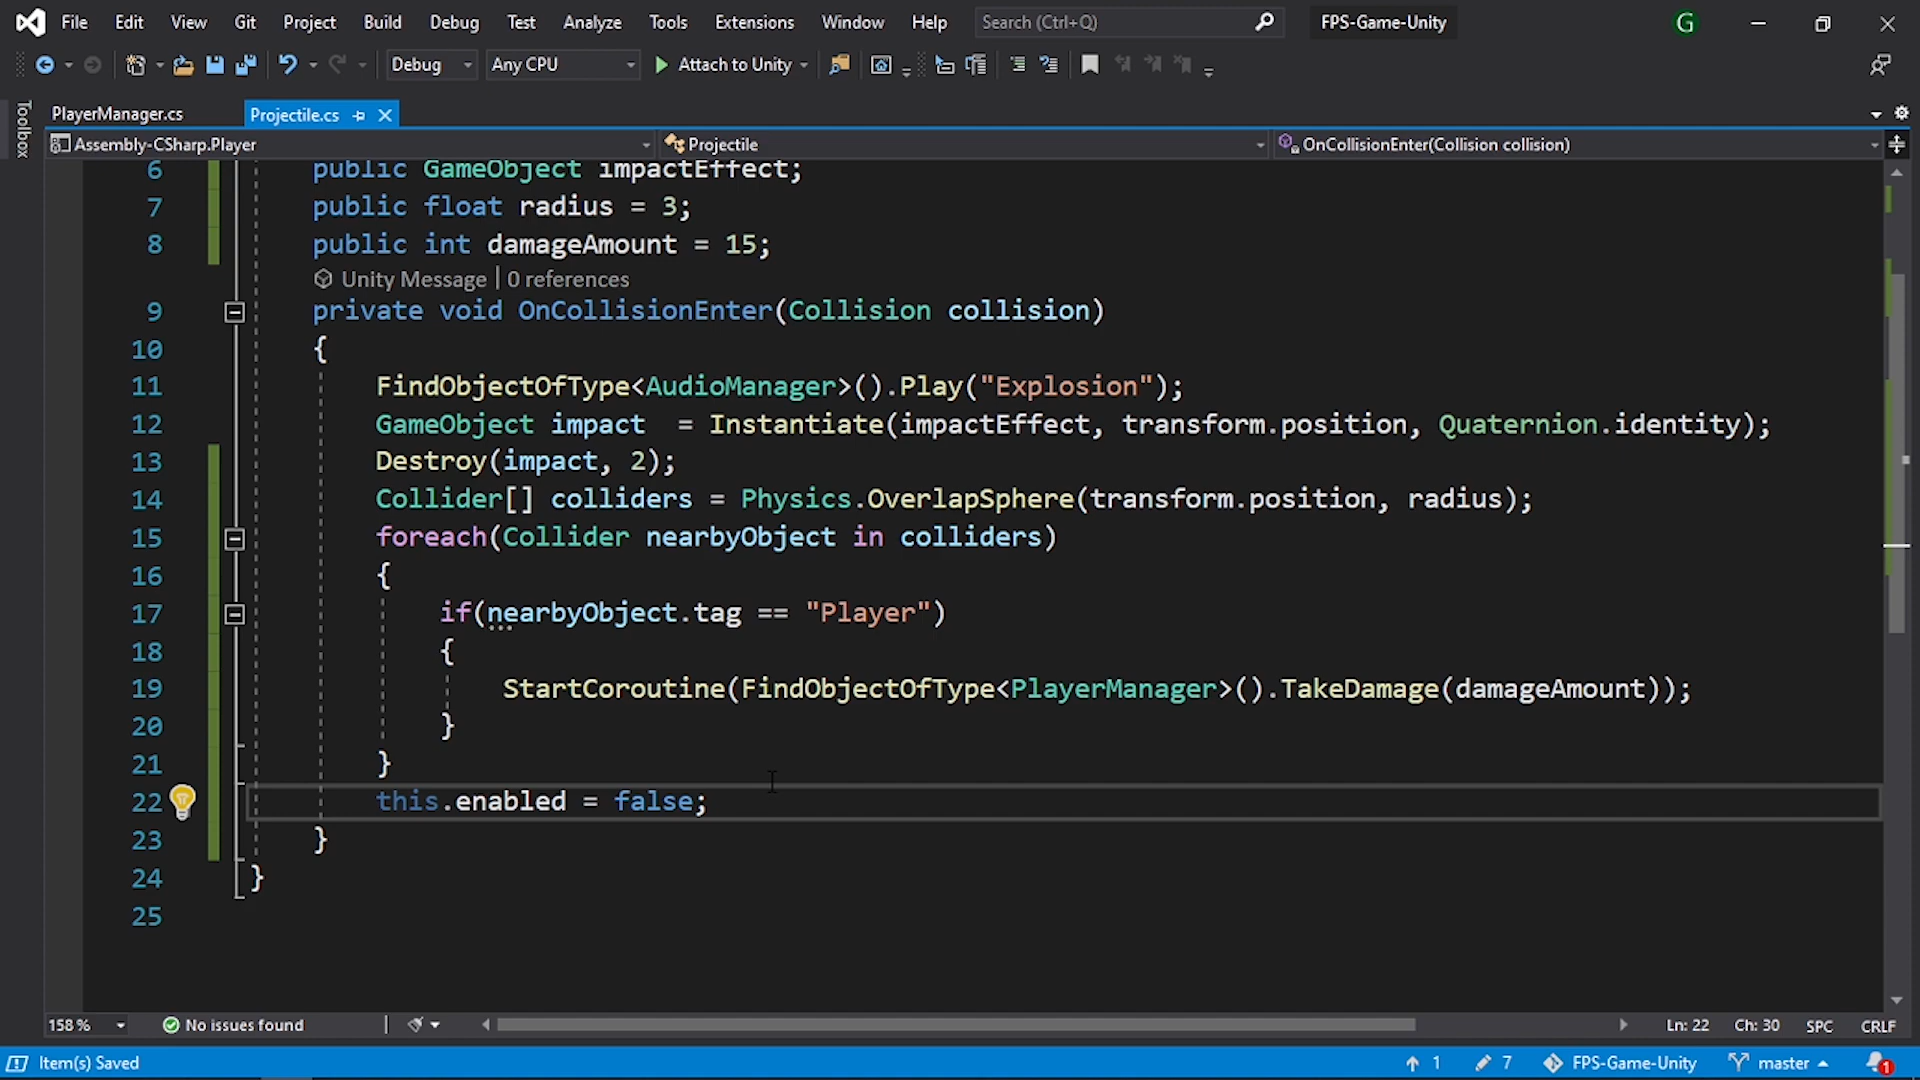 File Edit View Git Project Build Debug Test Analyze Tools Extensions Window Help Search (Ctrl+Q) FPS-Game-Unity G
Debug Any CPU Attach to Unity
Toolbox
PlayerManager.cs Projectile.cs
Assembly-CSharp.Player Projectile OnCollisionEnter(Collision collision)
6 public GameObject impactEffect;
7 public float radius = 3;
8 public int damageAmount = 15;
Unity Message | 0 references
9 private void OnCollisionEnter(Collision collision)
10 {
11 FindObjectOfType<AudioManager>().Play("Explosion");
12 GameObject impact  = Instantiate(impactEffect, transform.position, Quaternion.identity);
13 Destroy(impact, 2);
14 Collider[] colliders = Physics.OverlapSphere(transform.position, radius);
15 foreach(Collider nearbyObject in colliders)
16 {
17 if(nearbyObject.tag == "Player")
18 {
19 StartCoroutine(FindObjectOfType<PlayerManager>().TakeDamage(damageAmount));
20 }
21 }
22 this.enabled = false;
23 }
24 }
25
158 % No issues found Ln: 22 Ch: 30 SPC CRLF
Item(s) Saved 1 7 FPS-Game-Unity master 1